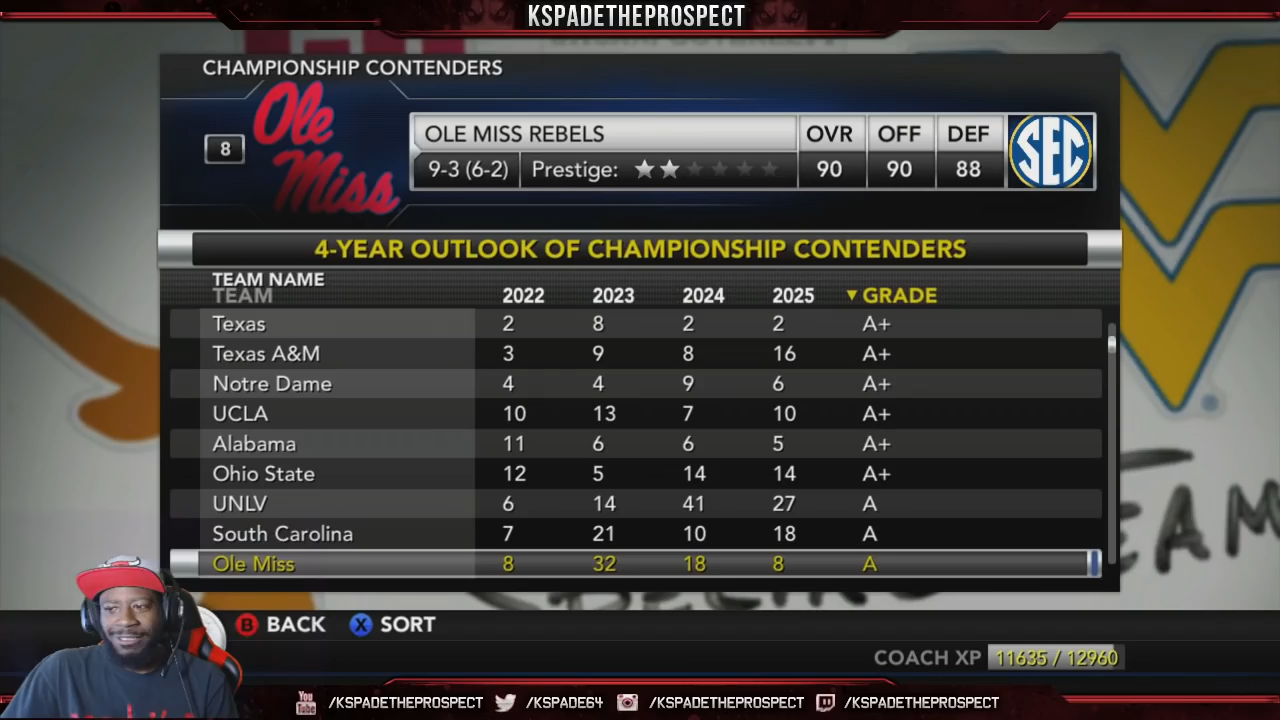 KSPADETHEPROSPECT
CHAMPIONSHIP CONTENDERS
8
Ole Miss
OLE MISS REBELS OVR OFF DEF
9-3 (6-2) Prestige: 90 90 88
SEC
4-YEAR OUTLOOK OF CHAMPIONSHIP CONTENDERS
TEAM NAME
TEAM 2022 2023 2024 2025 ▼ GRADE
Texas 2 8 2 2 A+
Texas A&M 3 9 8 16 A+
Notre Dame 4 4 9 6 A+
UCLA 10 13 7 10 A+
Alabama 11 6 6 5 A+
Ohio State 12 5 14 14 A+
UNLV 6 14 41 27 A
South Carolina 7 21 10 18 A
Ole Miss 8 32 18 8 A
B BACK X SORT
COACH XP 11635 / 12960
You Tube /KSPADETHEPROSPECT /KSPADE64 /KSPADETHEPROSPECT /KSPADETHEPROSPECT